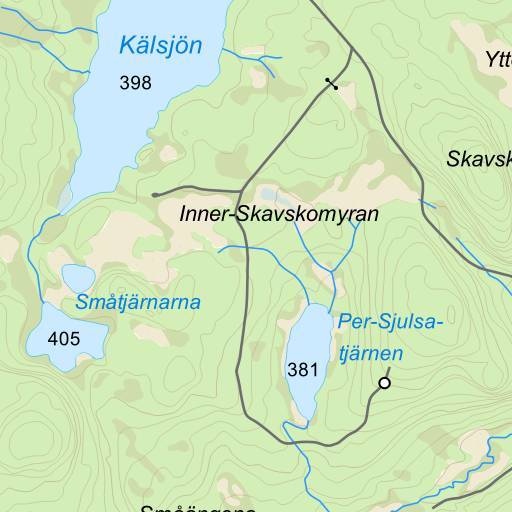 Kälsjön
Ytt
398
Skavsk
Inner-Skavskomyran
Småtjärnarna
Per-Sjulsa-
tjärnen
405
381